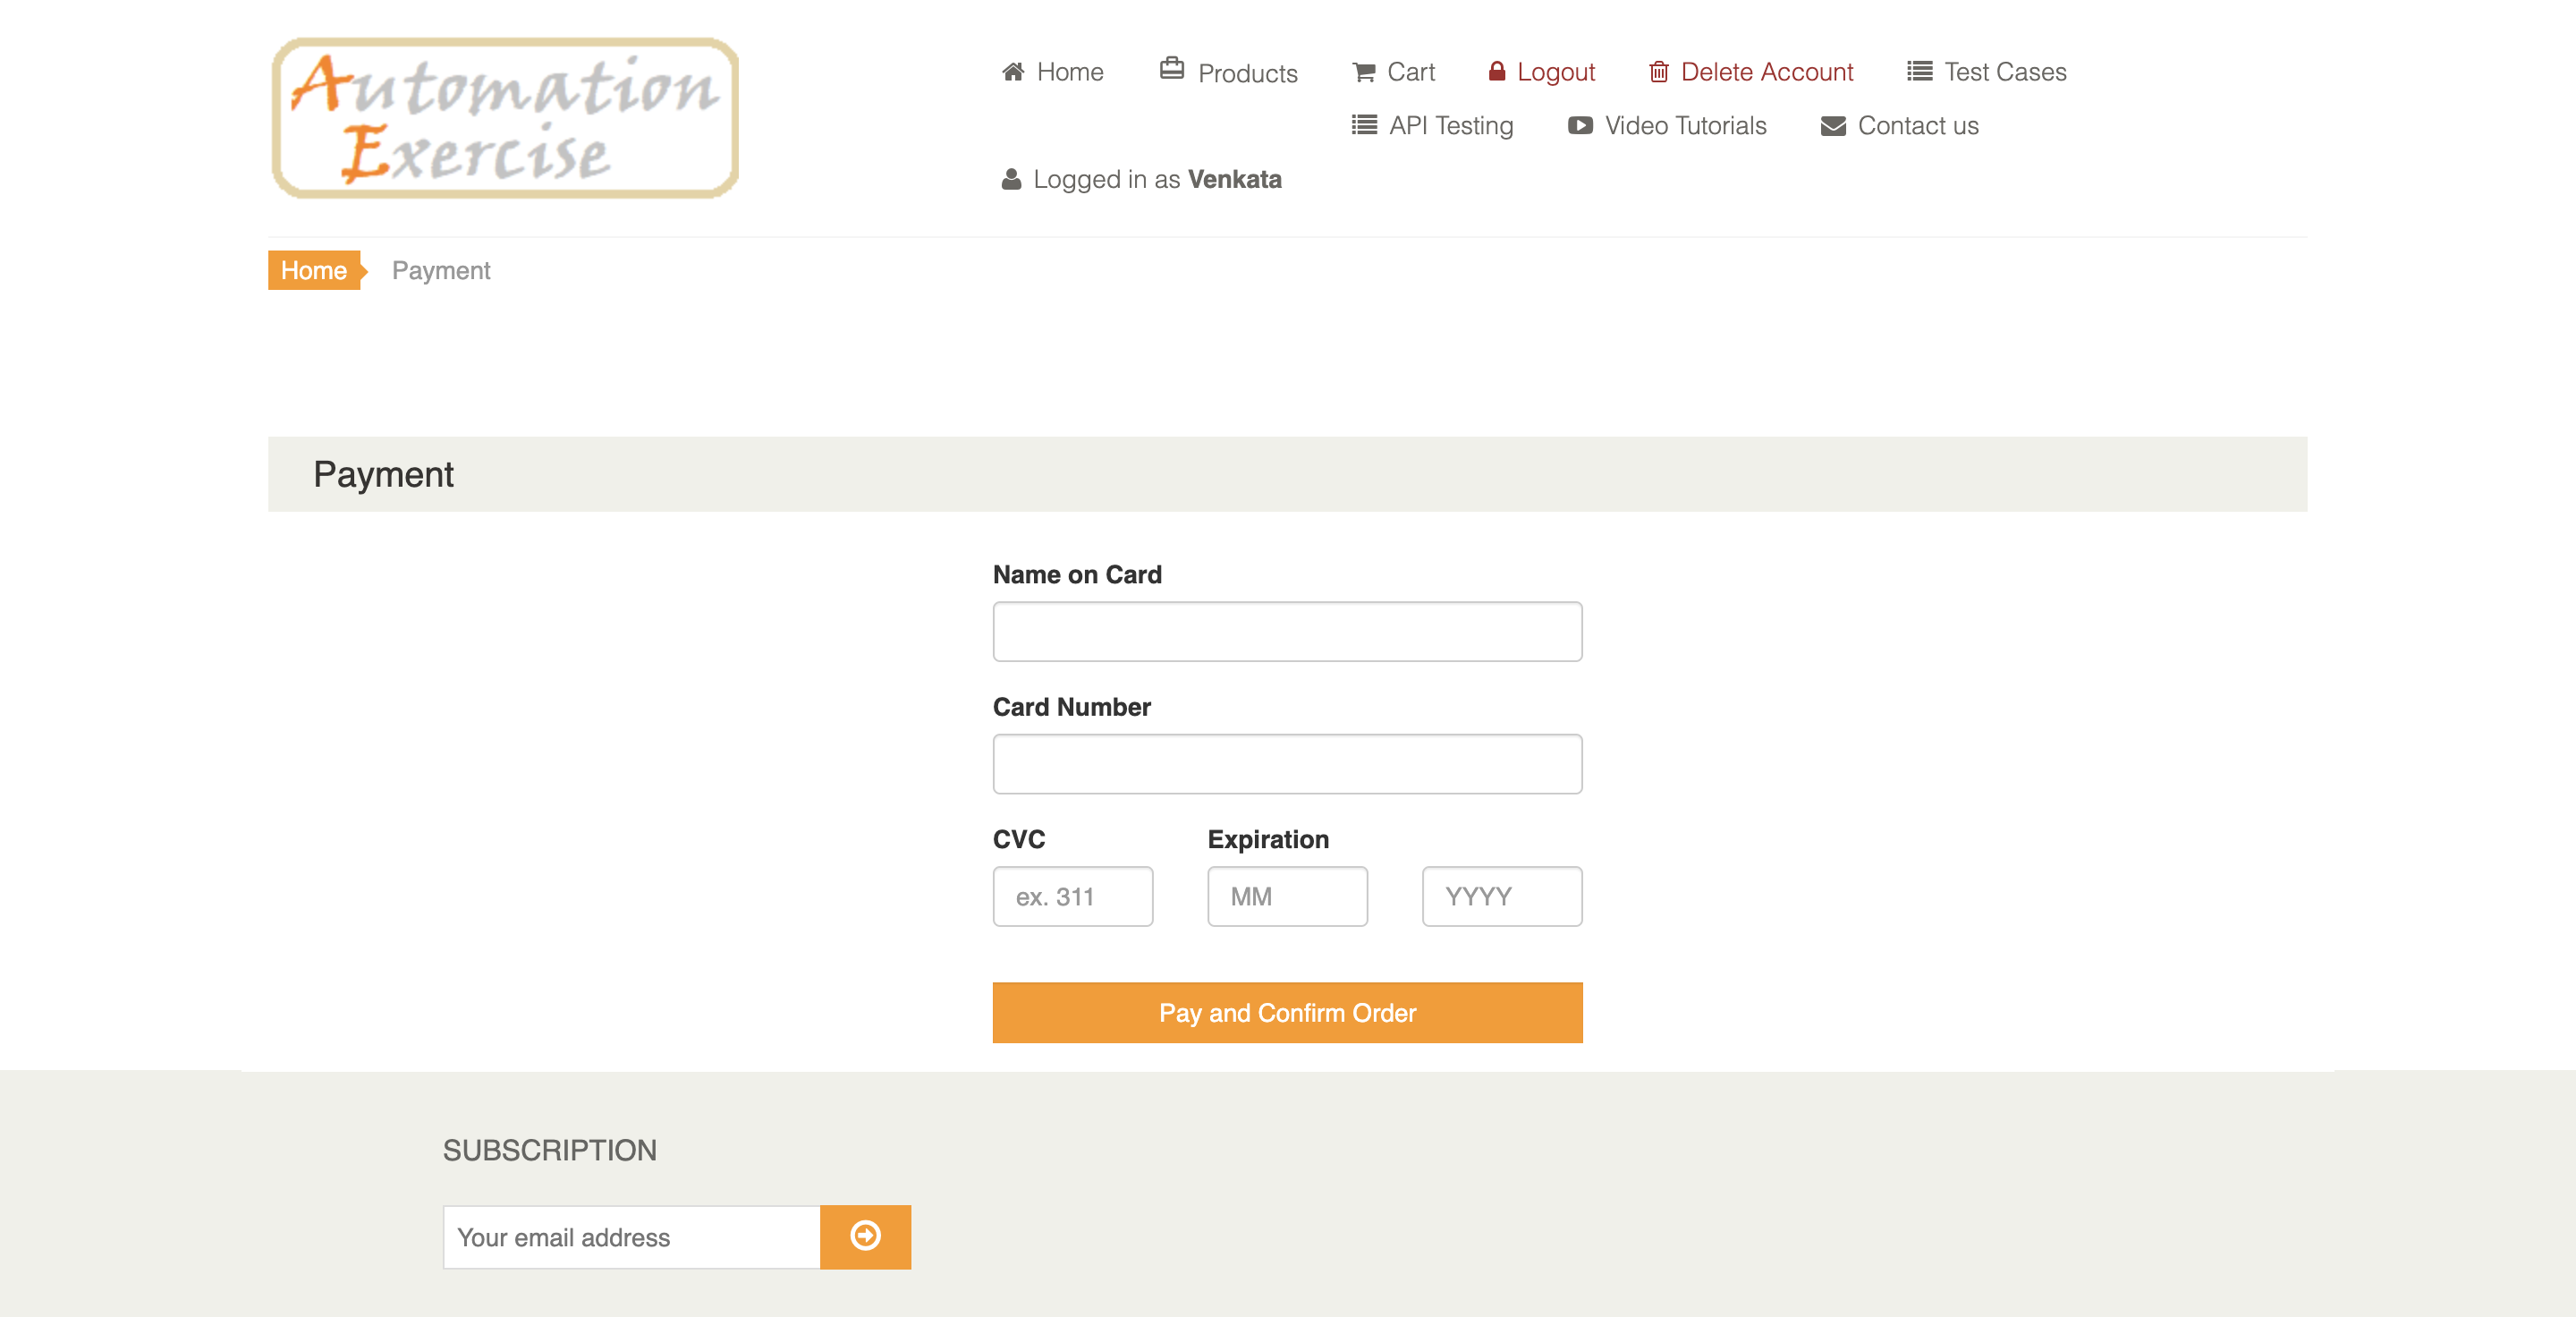 Automation
Exercise
Home Products Cart Logout Delete Account Test Cases
API Testing Video Tutorials Contact us
Logged in as Venkata
Home Payment
Payment
Name on Card
Card Number
CVC Expiration
ex. 311 MM YYYY
Pay and Confirm Order
SUBSCRIPTION
Your email address